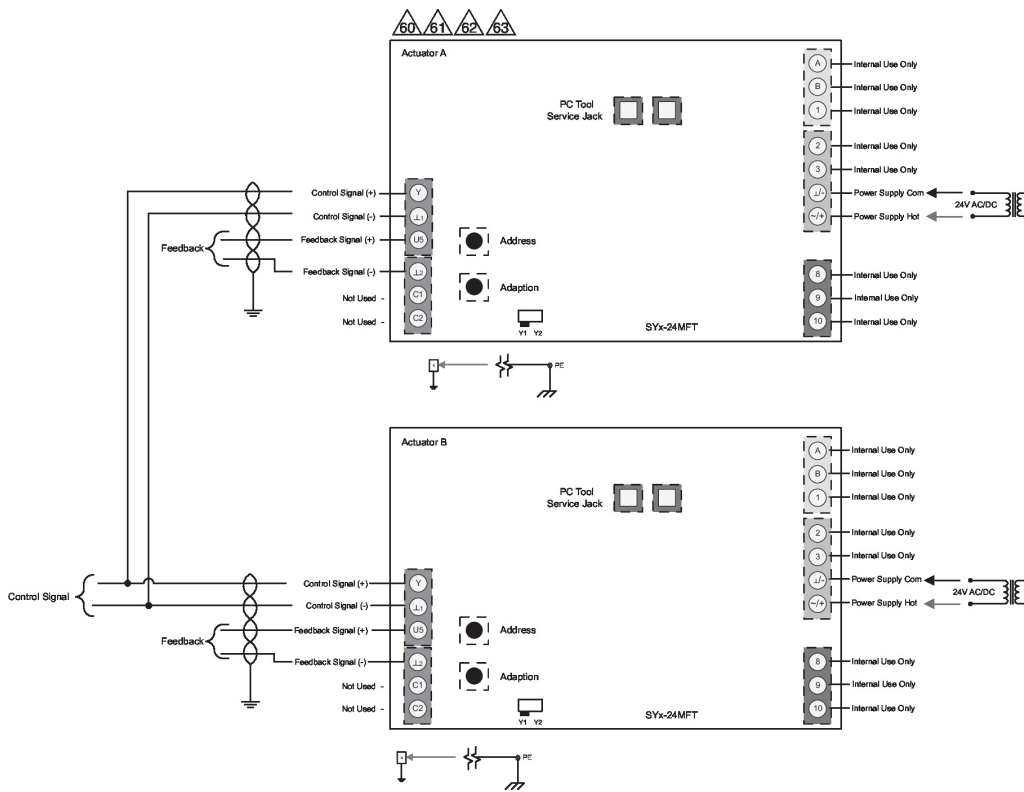 60 61 62 63
Actuator A
PC Tool
Service Jack
A Internal Use Only
B Internal Use Only
1 Internal Use Only
2 Internal Use Only
3 Internal Use Only
⊥/- Power Supply Com
~/+ Power Supply Hot
24V AC/DC
8 Internal Use Only
9 Internal Use Only
10 Internal Use Only
Control Signal (+) Y
Control Signal (-) ⊥1
Feedback Signal (+) U5
Feedback
Feedback Signal (-) ⊥2
Not Used - C1
Not Used - C2
Address
Adaption
Y1 Y2
SYx-24MFT
PE
Actuator B
PC Tool
Service Jack
A Internal Use Only
B Internal Use Only
1 Internal Use Only
2 Internal Use Only
3 Internal Use Only
⊥/- Power Supply Com
~/+ Power Supply Hot
24V AC/DC
8 Internal Use Only
9 Internal Use Only
10 Internal Use Only
Control Signal
Control Signal (+) Y
Control Signal (-) ⊥1
Feedback Signal (+) U5
Feedback
Feedback Signal (-) ⊥2
Not Used - C1
Not Used - C2
Address
Adaption
Y1 Y2
SYx-24MFT
PE